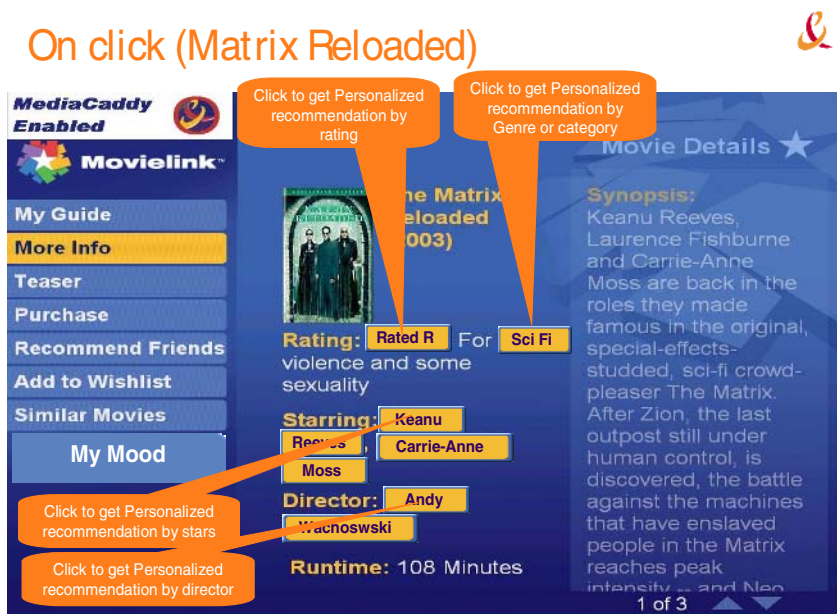 On click (Matrix Reloaded)
MediaCaddy
Enabled
Movielink
My Guide
More Info
Teaser
Purchase
Recommend Friends
Add to Wishlist
Similar Movies
My Mood
Click to get Personalized
recommendation by
rating
Click to get Personalized
recommendation by
Genre or category
Matrix
2003)
Rating: Rated R For Sci Fi
violence and some
sexuality
Starring: Keanu
Reeves, Carrie-Anne
Moss
Director: Andy
Wachoswski
Runtime: 108 Minutes
Click to get Personalized
recommendation by stars
Click to get Personalized
recommendation by director
Movie Details
Synopsis:
Keanu Reeves,
Laurence Fishburne
and Carrie-Anne
Moss are back in the
roles they made
famous in the original,
special-effects-
studded, sci-fi crowd-
pleaser The Matrix.
After Zion, the last
outpost still under
human control, is
discovered, the battle
against the machines
that have enslaved
people in the Matrix
reaches peak
intensity -- and Neo
1 of 3